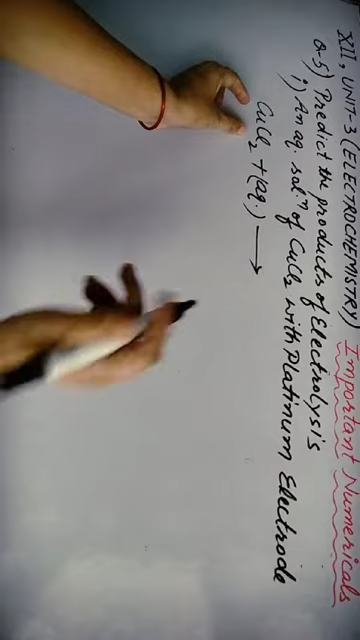 XII, UNIT-3 (ELECTROCHEMISTRY) Important Numericals
Q-5) Predict the products of Electrolysis
i) An aq. sol.ⁿ of CuCl₂ with Platinum Electrode
CuCl₂ + (aq.) →